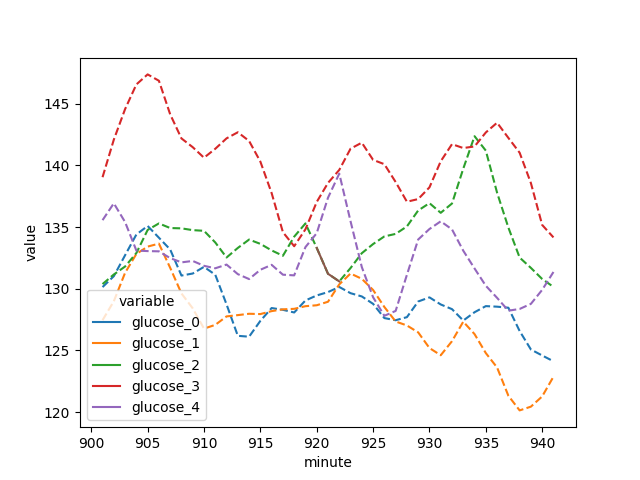 value
145
140
135
130
125
120
variable
glucose_0
glucose_1
glucose_2
glucose_3
glucose_4
900 905 910 915 920 925 930 935 940
minute